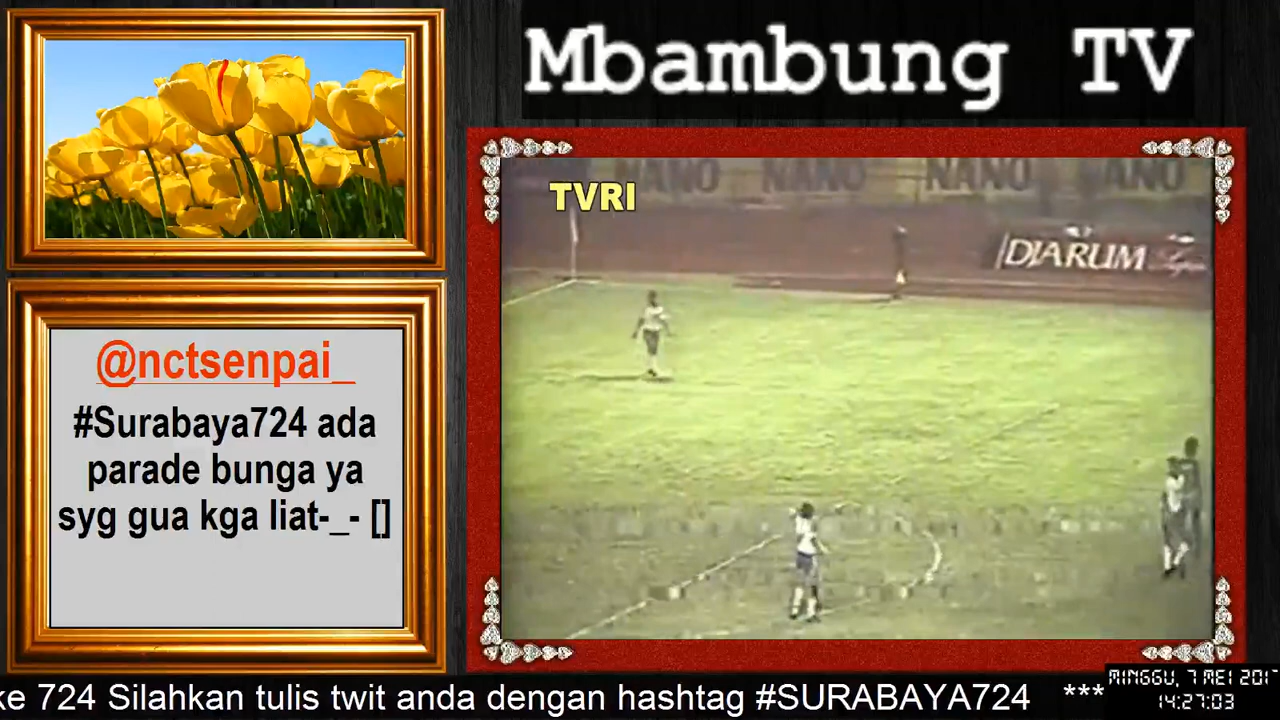 Mbambung TV
TVRI
NANO NANO NANO NANO
DJARUM
@nctsenpai_
#Surabaya724 ada
parade bunga ya
syg gua kga liat-_- []
ke 724 Silahkan tulis twit anda dengan hashtag #SURABAYA724 ***
MINGGU, 7 MEI 2017
14:27:03